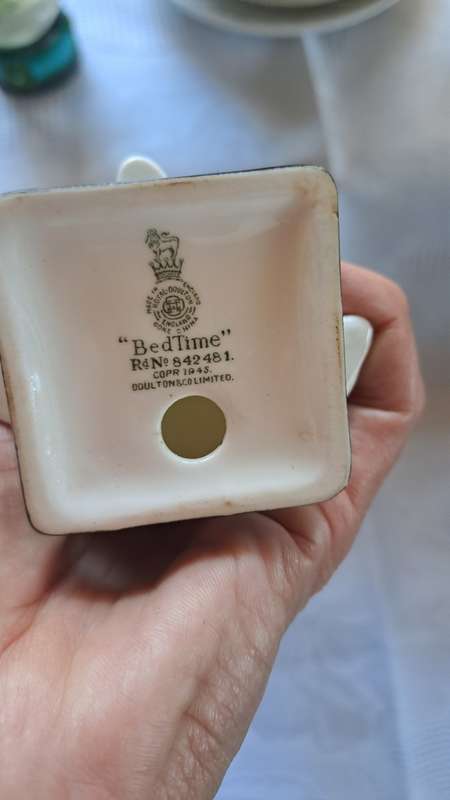 MADE IN ENGLAND
ROYAL·DOULTON
ENGLAND
BONE CHINA
"BedTime"
Rd No 842481.
COPR 1945.
DOULTON&CO LIMITED.